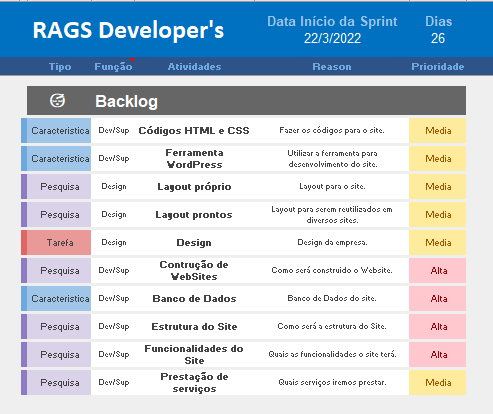 RAGS Developer's
Data Início da Sprint
Dias
22/3/2022
26
Tipo Função Atividades Reason Prioridade
Backlog
Característica Dev/Sup Códigos HTML e CSS Fazer os códigos para o site. Media
Característica Dev/Sup Ferramenta WordPress Utilizar a ferramenta para desenvolvimento do site. Media
Pesquisa Design Layout próprio Layout para o site. Media
Pesquisa Design Layout prontos Layout para serem reutilizados em diversos sites. Media
Tarefa Design Design Design da empresa. Media
Pesquisa Dev/Sup Contrução de WebSites Como será construido o Website. Alta
Característica Dev/Sup Banco de Dados Banco de Dados do site. Alta
Pesquisa Dev/Sup Estrutura do Site Como será a estrutura do Site. Alta
Pesquisa Dev/Sup Funcionalidades do Site Quais as funcionalidades o site terá. Alta
Pesquisa Dev/Sup Prestação de serviços Quais serviços iremos prestar. Media